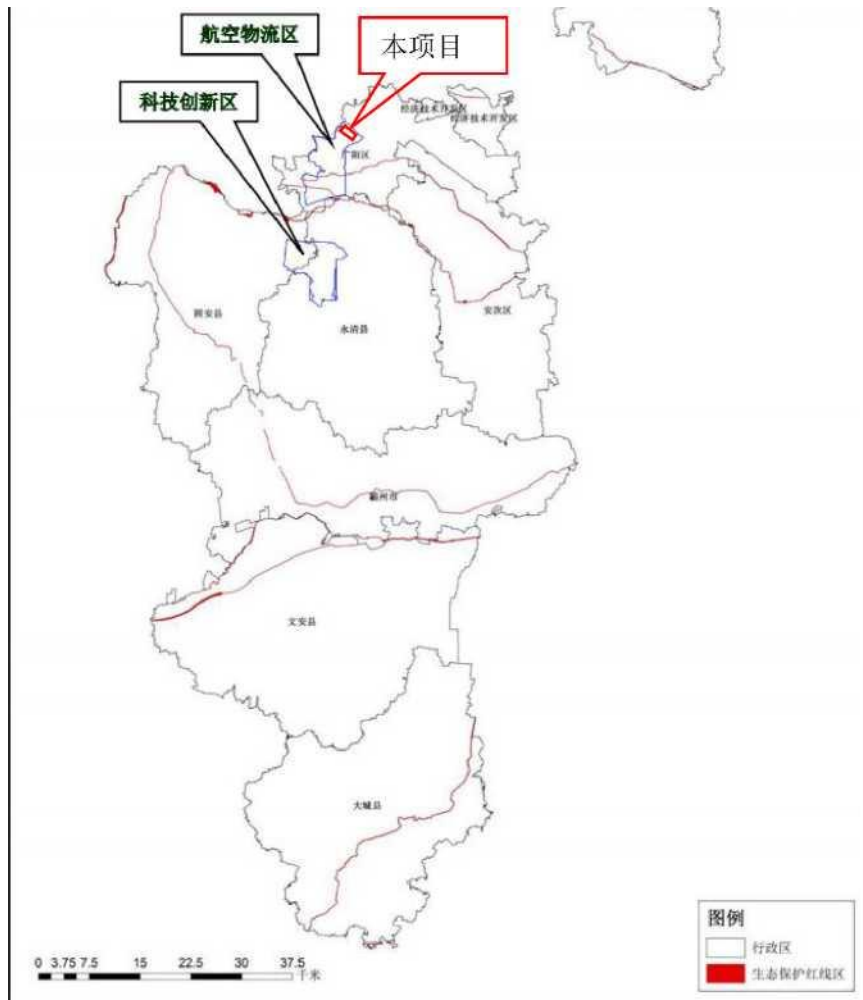 航空物流区
本项目
科技创新区
经济技术开发区
经济技术开发区
阳区
固安县
永清县
安次区
霸州市
文安县
大城县
图例
行政区
生态保护红线区
0 3.75 7.5 15 22.5 30 37.5
千米